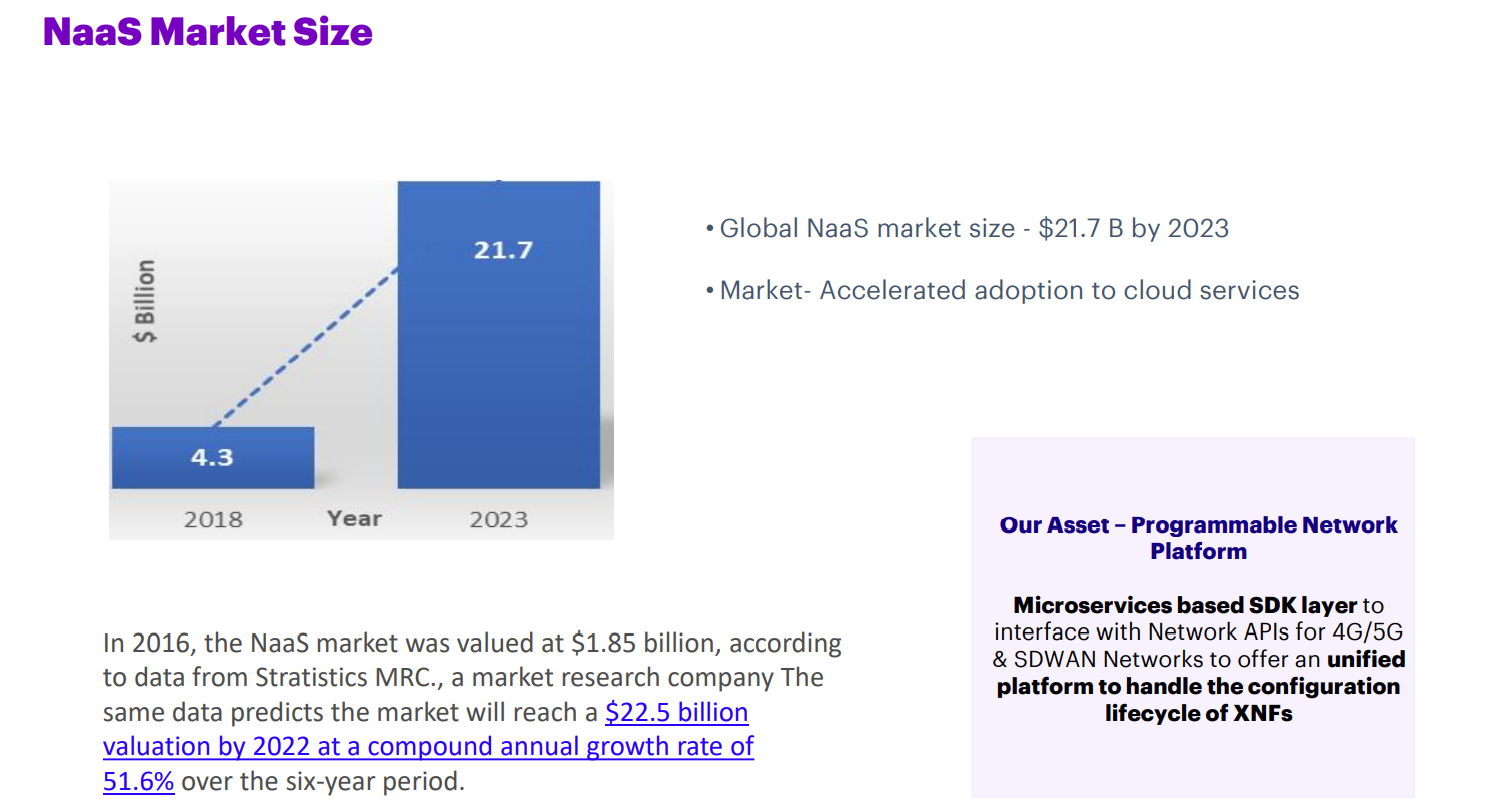 NaaS Market Size
$ Billion
21.7
4.3
2018 Year 2023
• Global NaaS market size - $21.7 B by 2023
• Market- Accelerated adoption to cloud services
In 2016, the NaaS market was valued at $1.85 billion, according
to data from Stratistics MRC., a market research company The
same data predicts the market will reach a $22.5 billion
valuation by 2022 at a compound annual growth rate of
51.6% over the six-year period.
Our Asset – Programmable Network
Platform
Microservices based SDK layer to
interface with Network APIs for 4G/5G
& SDWAN Networks to offer an unified
platform to handle the configuration
lifecycle of XNFs